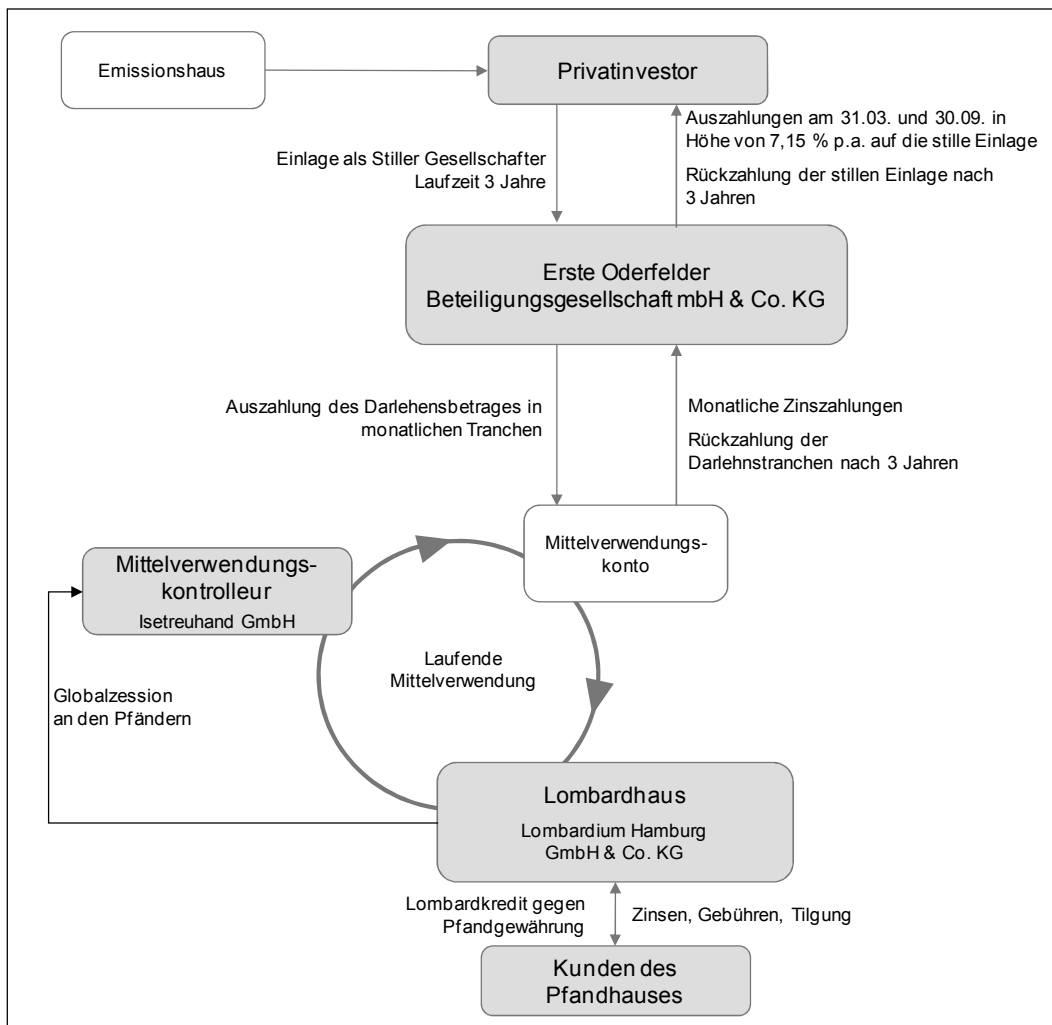 Emissionshaus
Privatinvestor
Auszahlungen am 31.03. und 30.09. in
Höhe von 7,15 % p.a. auf die stille Einlage
Einlage als Stiller Gesellschafter
Laufzeit 3 Jahre
Rückzahlung der stillen Einlage nach
3 Jahren
Erste Oderfelder
Beteiligungsgesellschaft mbH & Co. KG
Auszahlung des Darlehensbetrages in
monatlichen Tranchen
Monatliche Zinszahlungen
Rückzahlung der
Darlehnstranchen nach 3 Jahren
Mittelverwendungs-
konto
Mittelverwendungs-
kontrolleur
Isetreuhand GmbH
Laufende
Mittelverwendung
Globalzession
an den Pfändern
Lombardhaus
Lombardium Hamburg
GmbH & Co. KG
Lombardkredit gegen
Pfandgewährung
Zinsen, Gebühren, Tilgung
Kunden des
Pfandhauses